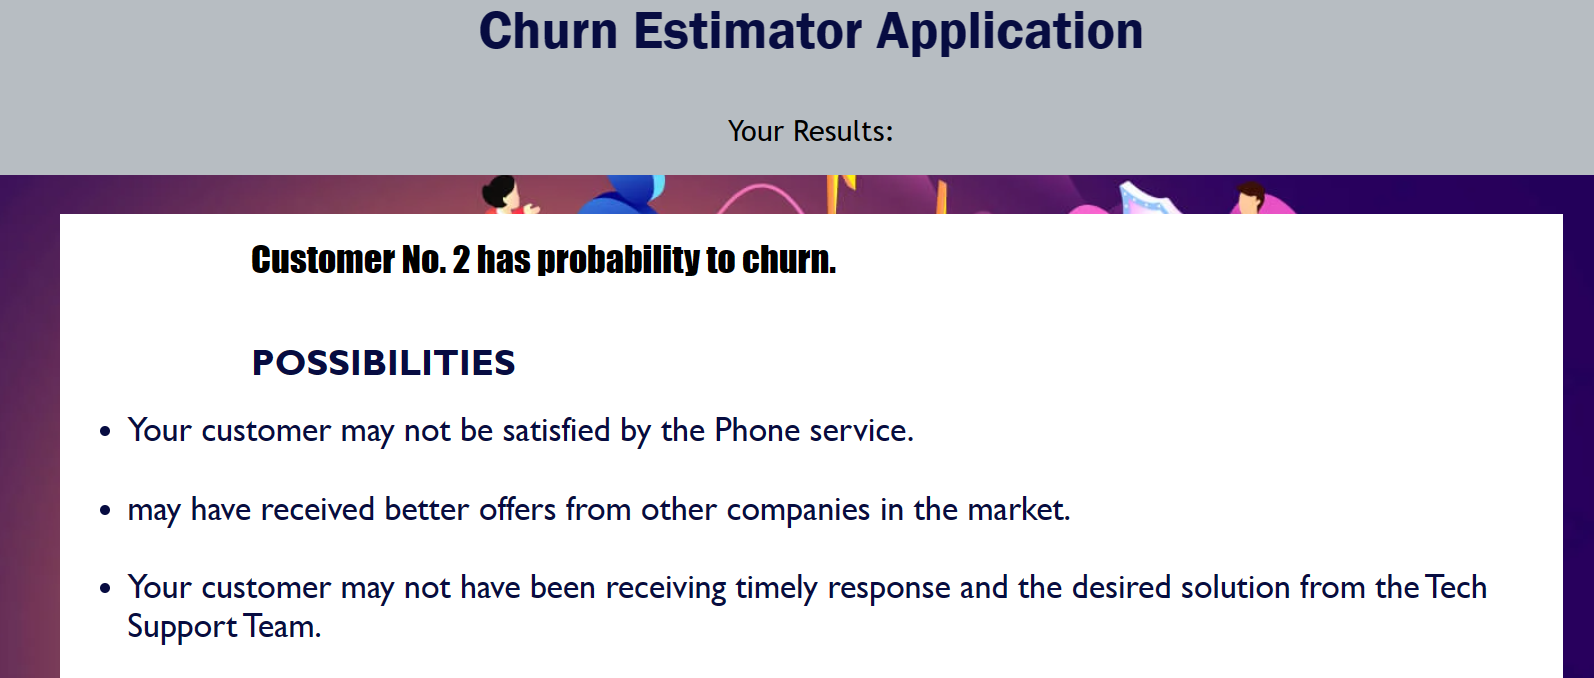 Churn Estimator Application
Your Results:
Customer No. 2 has probability to churn.
POSSIBILITIES
• Your customer may not be satisfied by the Phone service.
• may have received better offers from other companies in the market.
• Your customer may not have been receiving timely response and the desired solution from the Tech
Support Team.